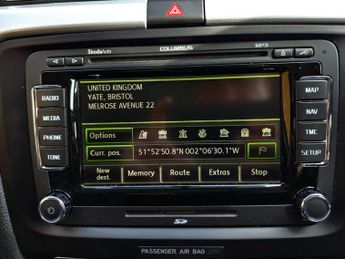 SkodaAuto COLUMBUS MP3
UNITED KINGDOM
YATE, BRISTOL
MELROSE AVENUE 22
RADIO
MEDIA
PHONE
TONE
MAP
NAV
TMC
SETUP
Options
Curr. pos. 51°52'50.8"N 002°06'30.1"W
New dest. Memory Route Extras Stop
SD
PASSENGER AIR BAG OFF